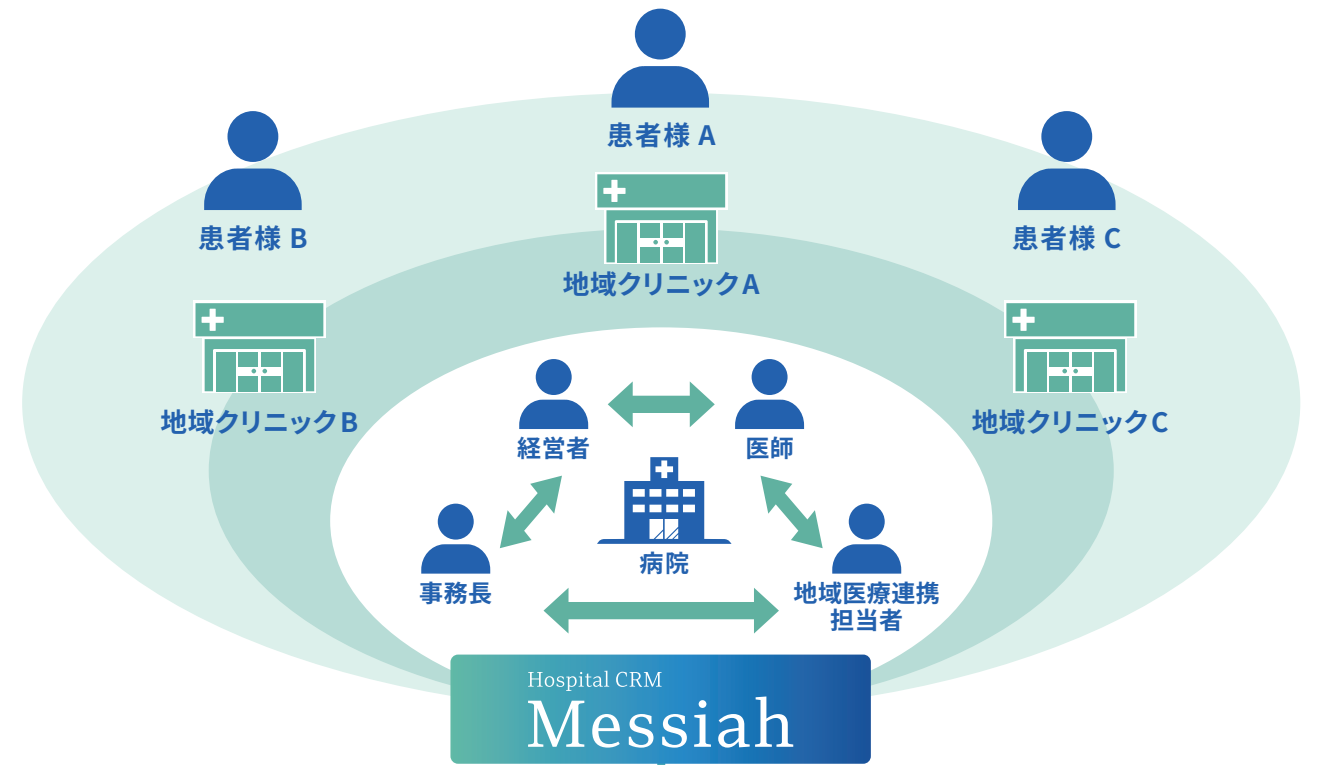 患者様 A
患者様 B
患者様 C
地域クリニックA
地域クリニックB
地域クリニックC
経営者
医師
病院
事務長
地域医療連携
担当者
Hospital CRM
Messiah